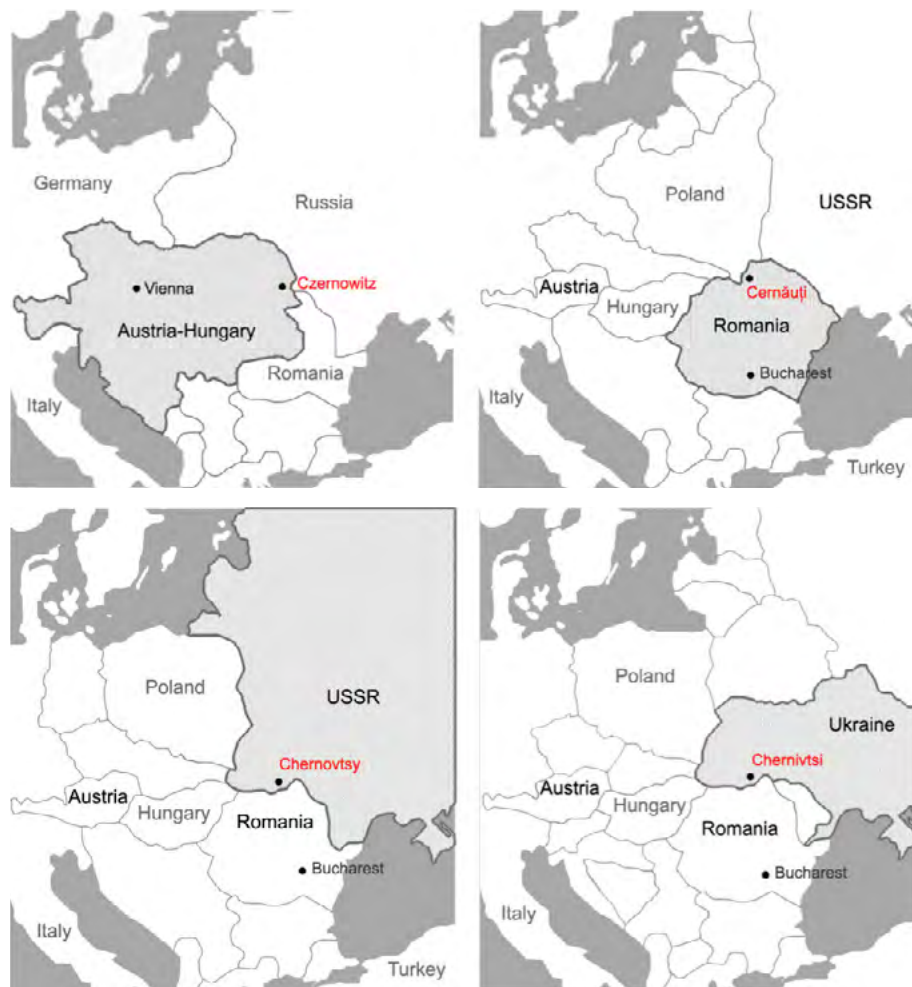 Germany
Russia
Vienna
Czernowitz
Austria-Hungary
Romania
Italy
Poland
USSR
Austria
Cernăuți
Hungary
Romania
Bucharest
Italy
Turkey
Poland
USSR
Chernovtsy
Austria
Hungary
Romania
Bucharest
Italy
Turkey
Poland
Ukraine
Chernivtsi
Austria
Hungary
Romania
Bucharest
Italy